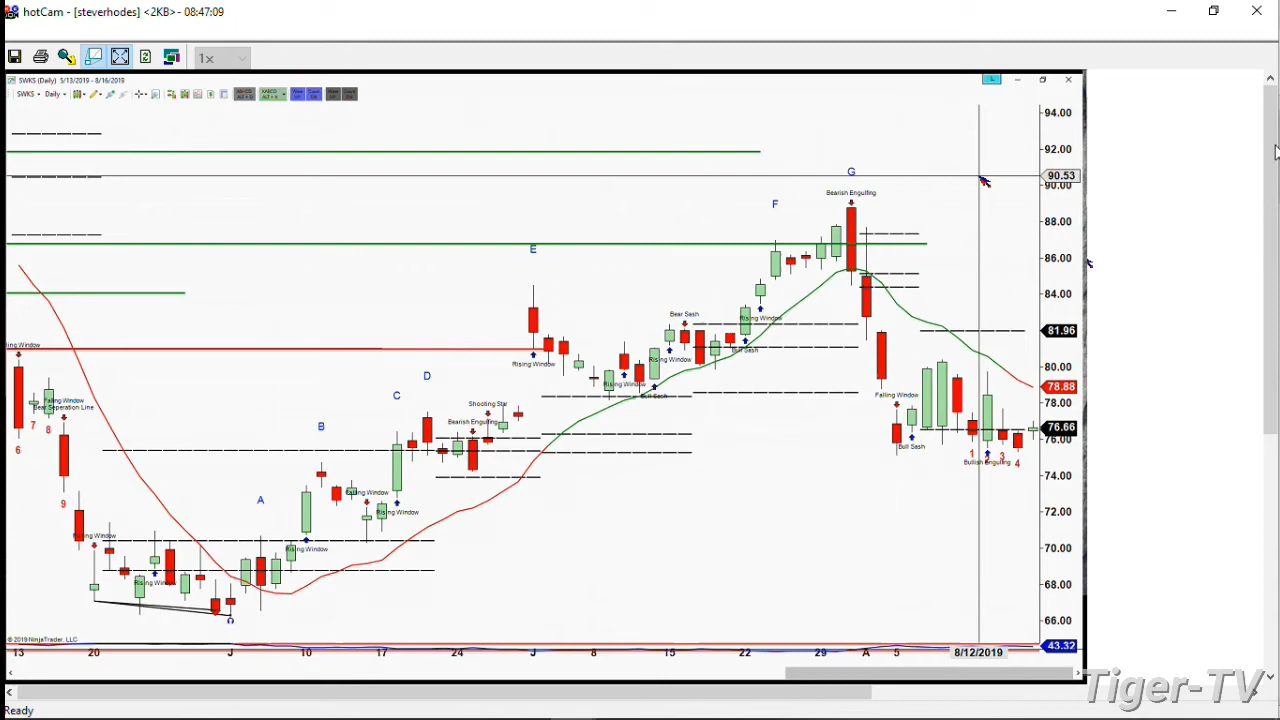 hotCam - [steverhodes] <2KB> - 08:47:09
1x
SWKS (Daily) 5/13/2019 - 8/16/2019
L
SWKS Daily
94.00
92.00
90.53
90.00
88.00
86.00
84.00
81.96
80.00
78.88
78.00
76.66
76.00
74.00
72.00
70.00
68.00
66.00
43.32
G
Bearish Engulfing
F
E
Bear Sash
Rising Window
Rising Window
Bull Sash
Rising Window
Rising Window
Bull Sash
D
C
Falling Window
Bear Seperation Line
Shooting Star
Bearish Engulfing
Falling Window
Bull Sash
7
8
6
B
1
2
3
4
Bullish Engulfing
A
9
Falling Window
Rising Window
Rising Window
Rising Window
Rising Window
© 2019 NinjaTrader, LLC
13
20
J
10
17
24
J
8
15
22
29
A
5
8/12/2019
Tiger-TV
Ready